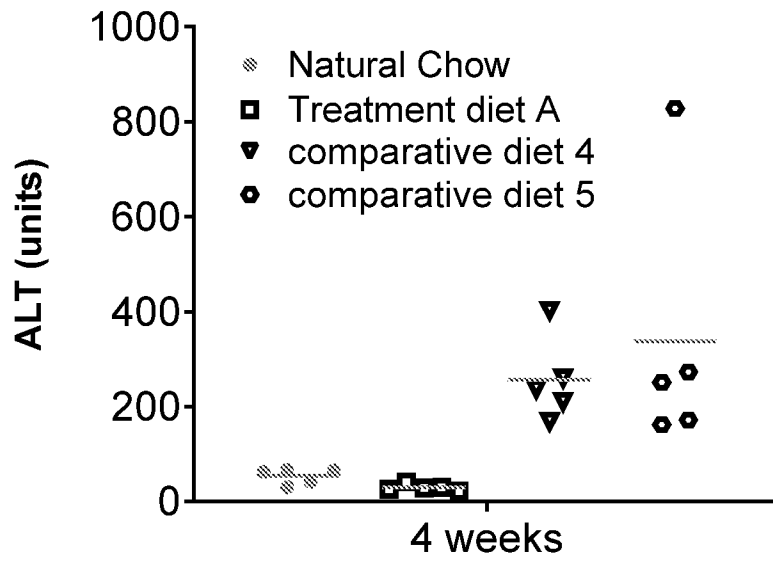 1000
800
600
400
200
0
ALT (units)
Natural Chow
Treatment diet A
comparative diet 4
comparative diet 5
4 weeks